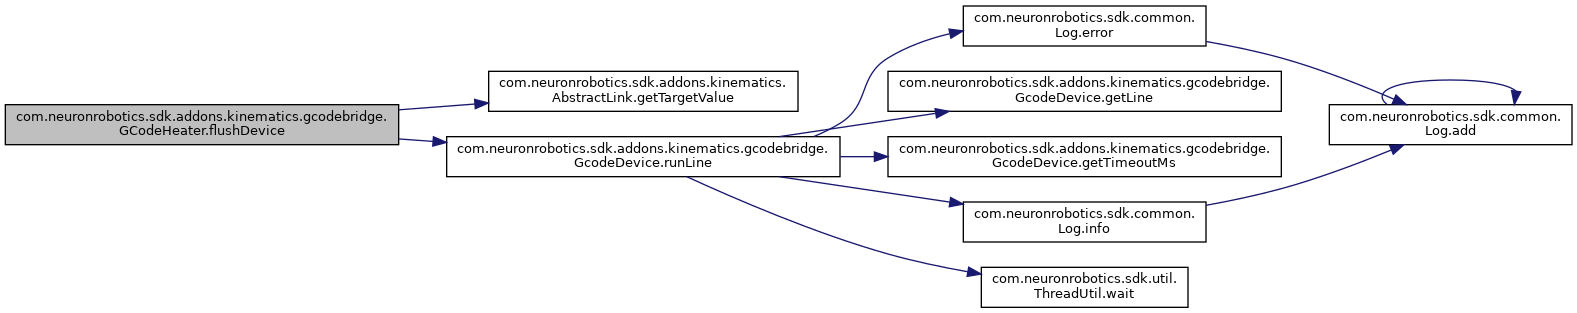 com.neuronrobotics.sdk.addons.kinematics.gcodebridge.
GCodeHeater.flushDevice
com.neuronrobotics.sdk.addons.kinematics.
AbstractLink.getTargetValue
com.neuronrobotics.sdk.addons.kinematics.gcodebridge.
GcodeDevice.runLine
com.neuronrobotics.sdk.common.
Log.error
com.neuronrobotics.sdk.addons.kinematics.gcodebridge.
GcodeDevice.getLine
com.neuronrobotics.sdk.addons.kinematics.gcodebridge.
GcodeDevice.getTimeoutMs
com.neuronrobotics.sdk.common.
Log.info
com.neuronrobotics.sdk.util.
ThreadUtil.wait
com.neuronrobotics.sdk.common.
Log.add